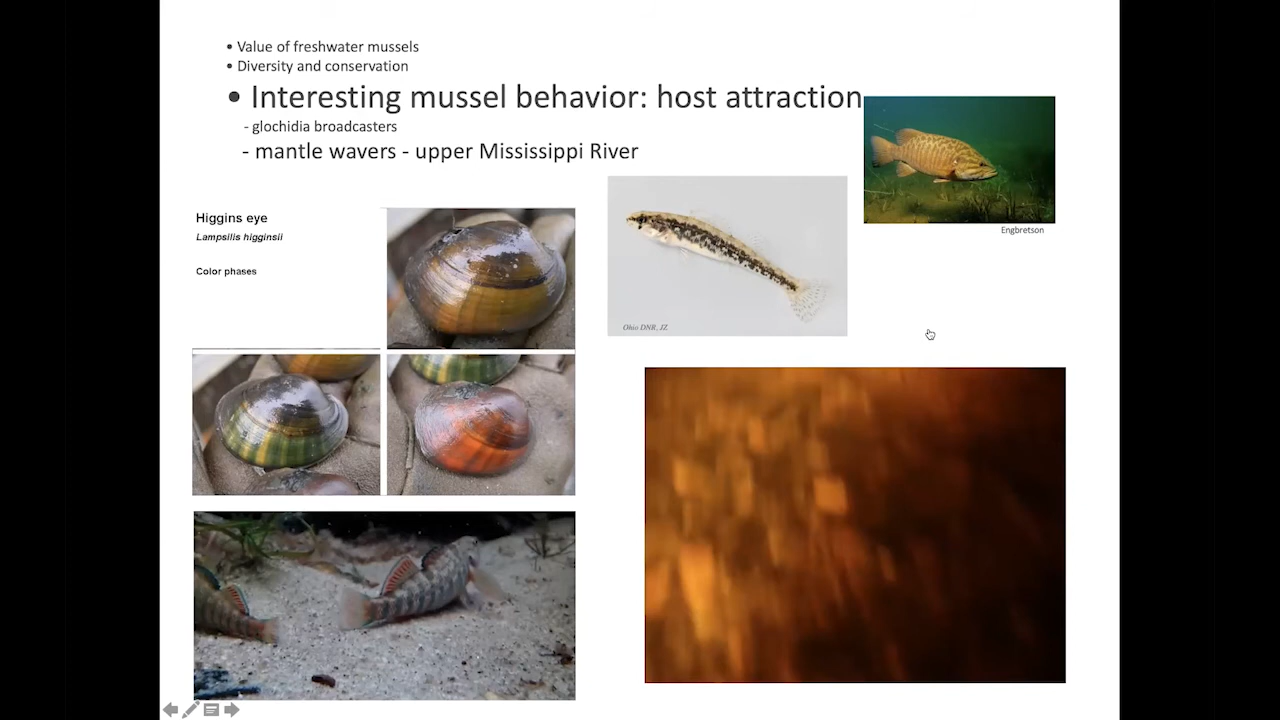 • Value of freshwater mussels
• Diversity and conservation
• Interesting mussel behavior: host attraction
- glochidia broadcasters
- mantle wavers - upper Mississippi River
Engbretson
Higgins eye
Lampsilis higginsii
Color phases
Ohio DNR, JZ